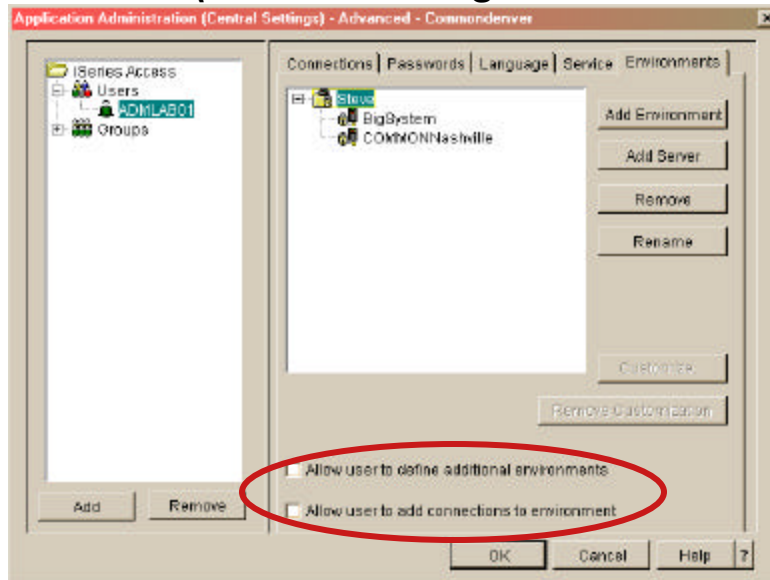 Application Administration (Central Settings) - Advanced - Commondenver
iSeries Access
Users
ADMLAB01
Groups
Add
Remove
Connections
Passwords
Language
Service
Environments
Steve
BigSystem
COMMONNashville
Add Environment
Add Server
Remove
Rename
Customize
Remove Customization
Allow user to define additional environments
Allow user to add connections to environment
OK
Cancel
Help
?